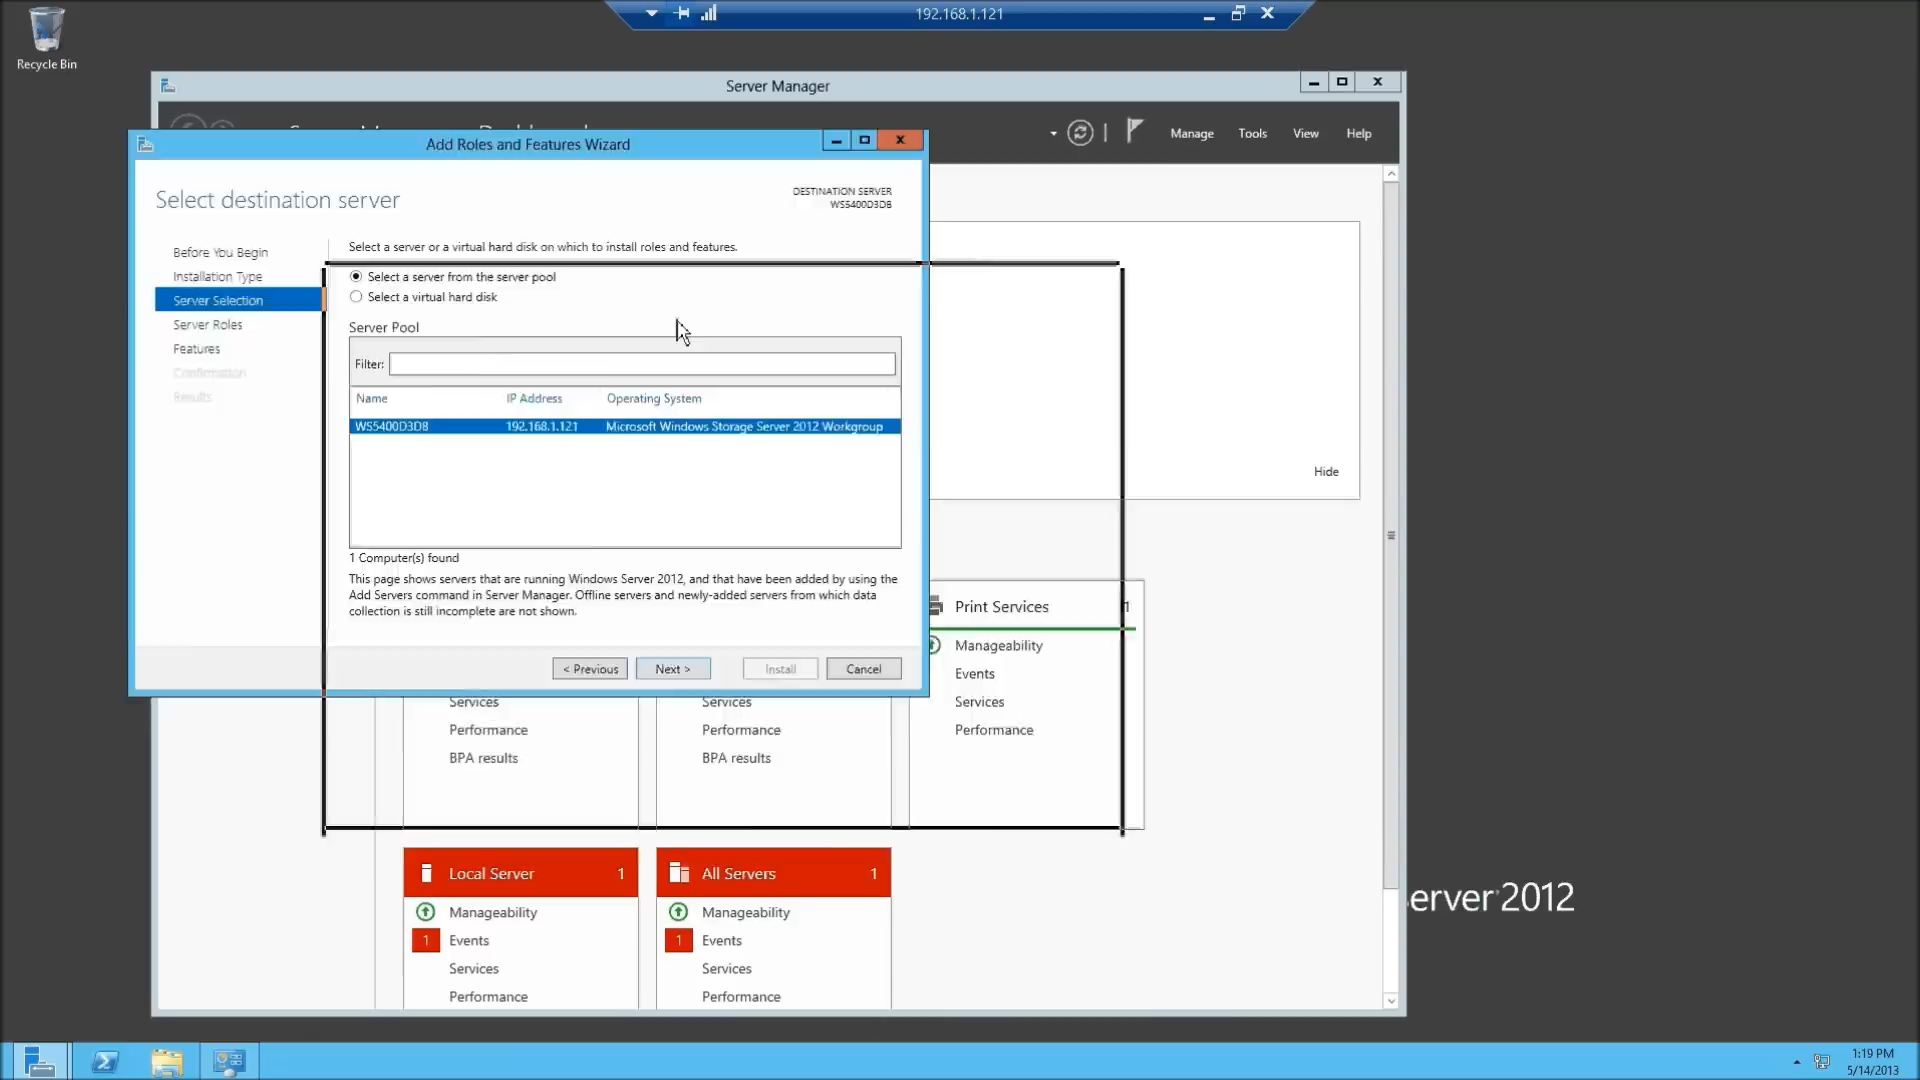 192.168.1.121
Recycle Bin
Server Manager
Manage Tools View Help
Add Roles and Features Wizard
Select destination server
DESTINATION SERVER
WS5400D3DB
Before You Begin
Installation Type
Server Selection
Server Roles
Features
Confirmation
Results
Select a server or a virtual hard disk on which to install roles and features.
Select a server from the server pool
Select a virtual hard disk
Server Pool
Filter:
Name IP Address Operating System
WS5400D3DB 192.168.1.121 Microsoft Windows Storage Server 2012 Workgroup
1 Computer(s) found
This page shows servers that are running Windows Server 2012, and that have been added by using the
Add Servers command in Server Manager. Offline servers and newly-added servers from which data
collection is still incomplete are not shown.
< Previous Next > Install Cancel
Hide
Print Services 1
Manageability
Events
Services
Performance
Services
Performance
BPA results
Services
Performance
BPA results
Local Server 1
Manageability
1 Events
Services
Performance
All Servers 1
Manageability
1 Events
Services
Performance
erver 2012
1:19 PM
5/14/2013